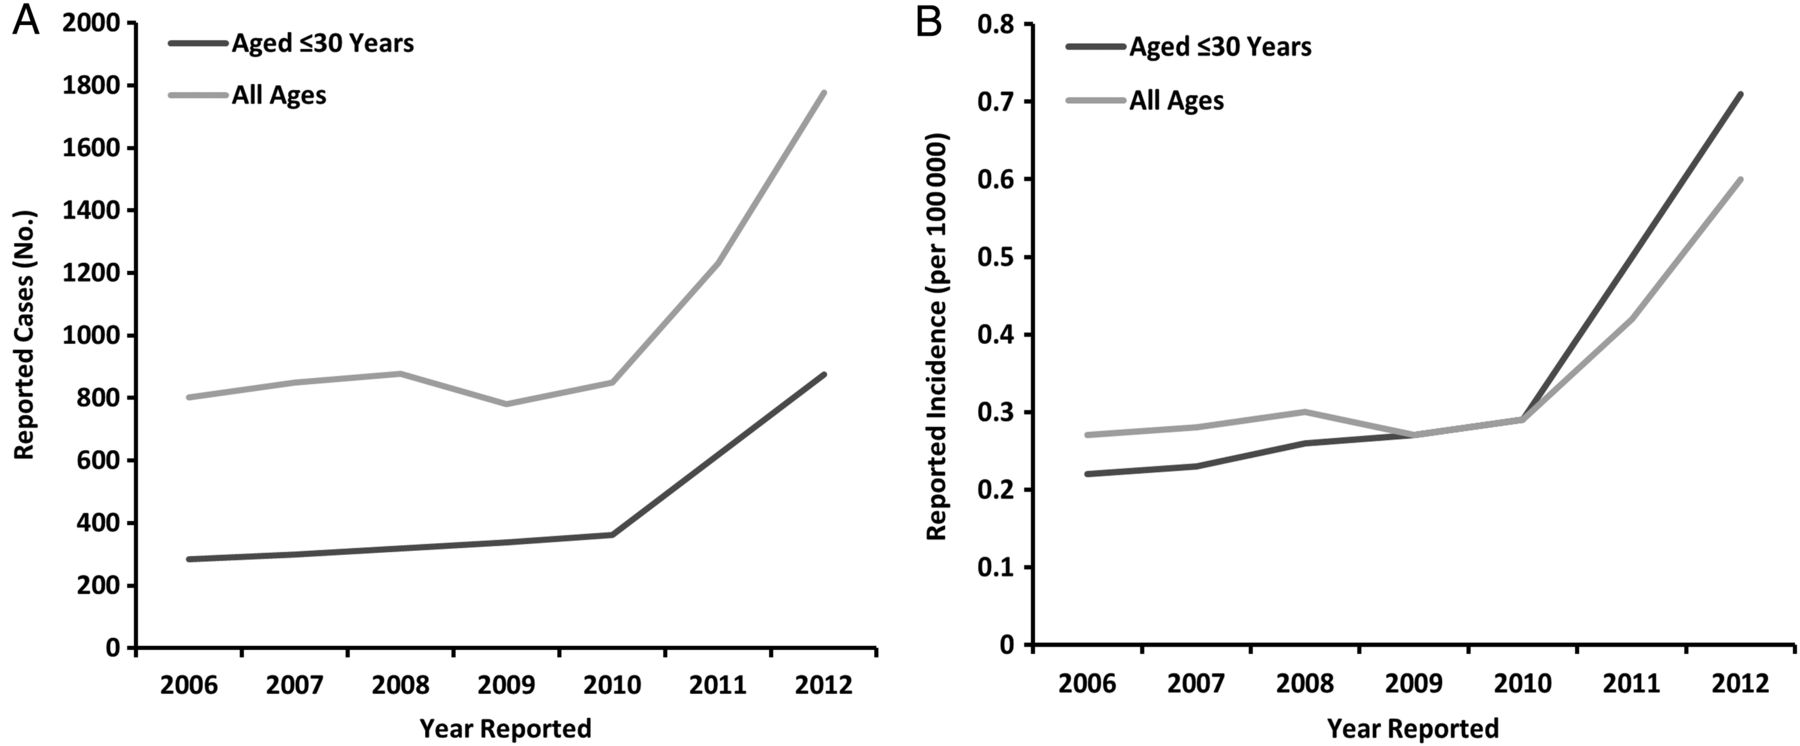 A
2000
1800
1600
1400
1200
1000
800
600
400
200
0
Reported Cases (No.)
Aged ≤30 Years
All Ages
2006 2007 2008 2009 2010 2011 2012
Year Reported
B
0.8
0.7
0.6
0.5
0.4
0.3
0.2
0.1
0
Reported Incidence (per 100 000)
Aged ≤30 Years
All Ages
2006 2007 2008 2009 2010 2011 2012
Year Reported